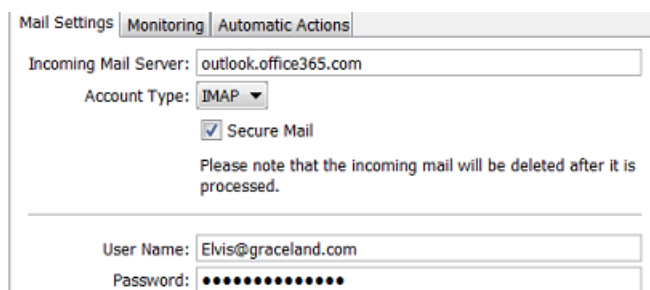 Mail Settings Monitoring Automatic Actions
Incoming Mail Server: outlook.office365.com
Account Type: IMAP
Secure Mail
Please note that the incoming mail will be deleted after it is
processed.
User Name: Elvis@graceland.com
Password: ••••••••••••••